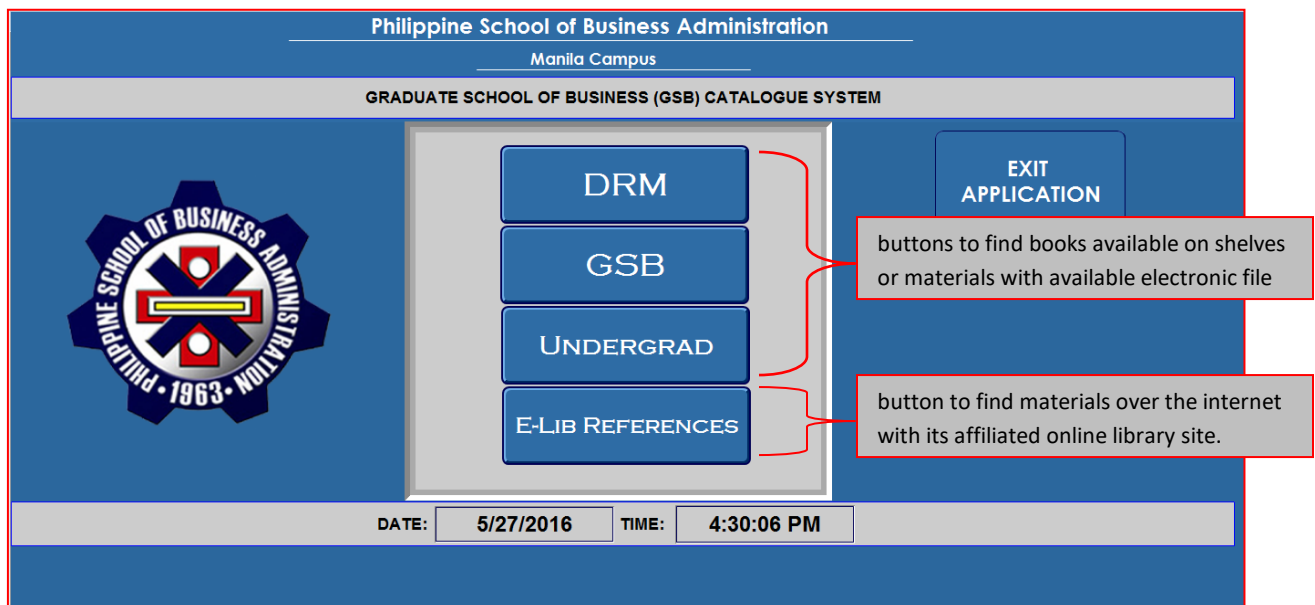 Philippine School of Business Administration
Manila Campus
GRADUATE SCHOOL OF BUSINESS (GSB) CATALOGUE SYSTEM
PHILIPPINE SCHOOL OF BUSINESS ADMINISTRATION
• 1963 •
DRM
GSB
UNDERGRAD
E-LIB REFERENCES
EXIT
APPLICATION
buttons to find books available on shelves
or materials with available electronic file
button to find materials over the internet
with its affiliated online library site.
DATE: 5/27/2016 TIME: 4:30:06 PM